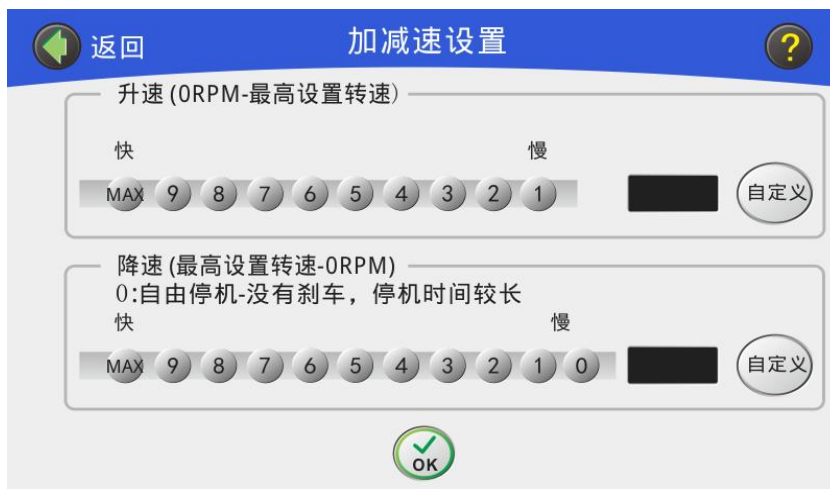 返回
加减速设置
?
升速(0RPM-最高设置转速)
快 慢
MAX 9 8 7 6 5 4 3 2 1
自定义
降速(最高设置转速-0RPM)
0:自由停机-没有刹车，停机时间较长
快 慢
MAX 9 8 7 6 5 4 3 2 1 0
自定义
OK